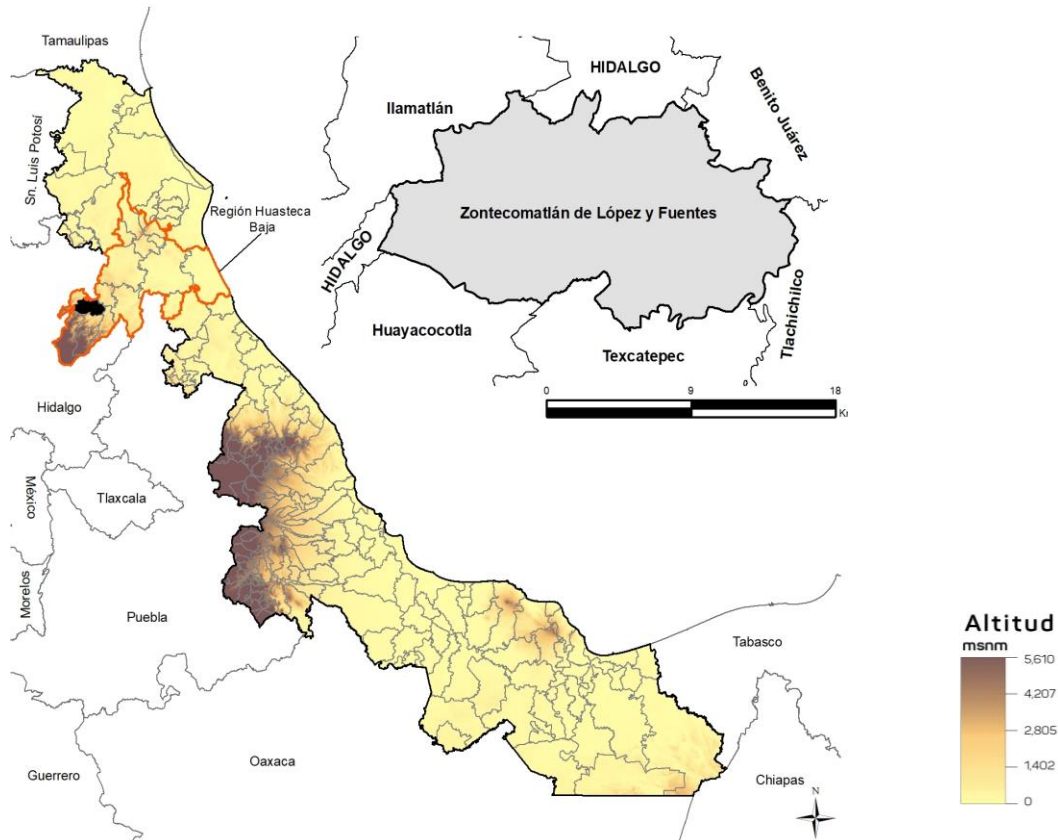 Tamaulipas
Sn. Luis Potosí
Región Huasteca
Baja
Hidalgo
México
Tlaxcala
Morelos
Puebla
Guerrero
Oaxaca
Tabasco
Chiapas
N
HIDALGO
Ilamatlán
Benito Juárez
Zontecomatlán de López y Fuentes
HIDALGO
Huayacocotla
Texcatepec
Tlachichilco
0 9 18
Km
Altitud
msnm
5,610
4,207
2,805
1,402
0